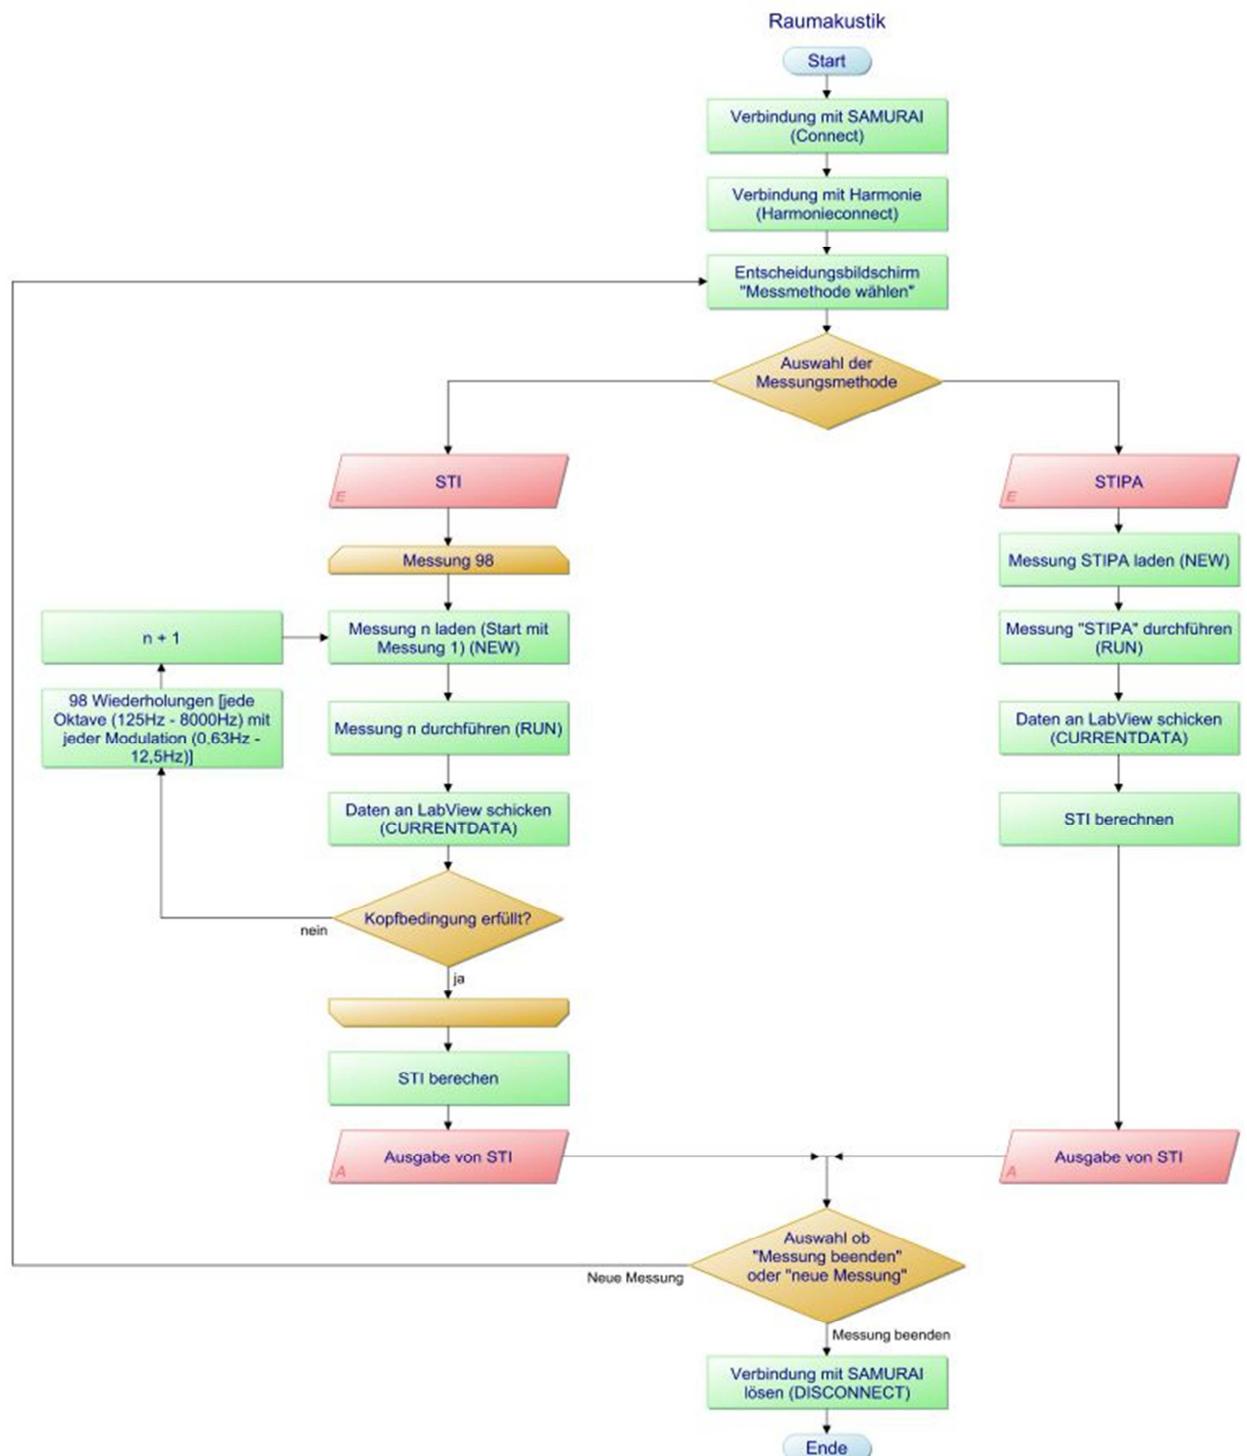 Raumakustik
Start
Verbindung mit SAMURAI
(Connect)
Verbindung mit Harmonie
(Harmonieconnect)
Entscheidungsbildschirm
"Messmethode wählen"
Auswahl der
Messungsmethode
STI
E
Messung 98
Messung n laden (Start mit
Messung 1) (NEW)
n + 1
98 Wiederholungen [jede
Oktave (125Hz - 8000Hz) mit
jeder Modulation (0,63Hz -
12,5Hz)]
Messung n durchführen (RUN)
Daten an LabView schicken
(CURRENTDATA)
Kopfbedingung erfüllt?
nein
ja
STI berechen
Ausgabe von STI
A
STIPA
E
Messung STIPA laden (NEW)
Messung "STIPA" durchführen
(RUN)
Daten an LabView schicken
(CURRENTDATA)
STI berechnen
Ausgabe von STI
A
Auswahl ob
"Messung beenden"
oder "neue Messung"
Neue Messung
Messung beenden
Verbindung mit SAMURAI
lösen (DISCONNECT)
Ende